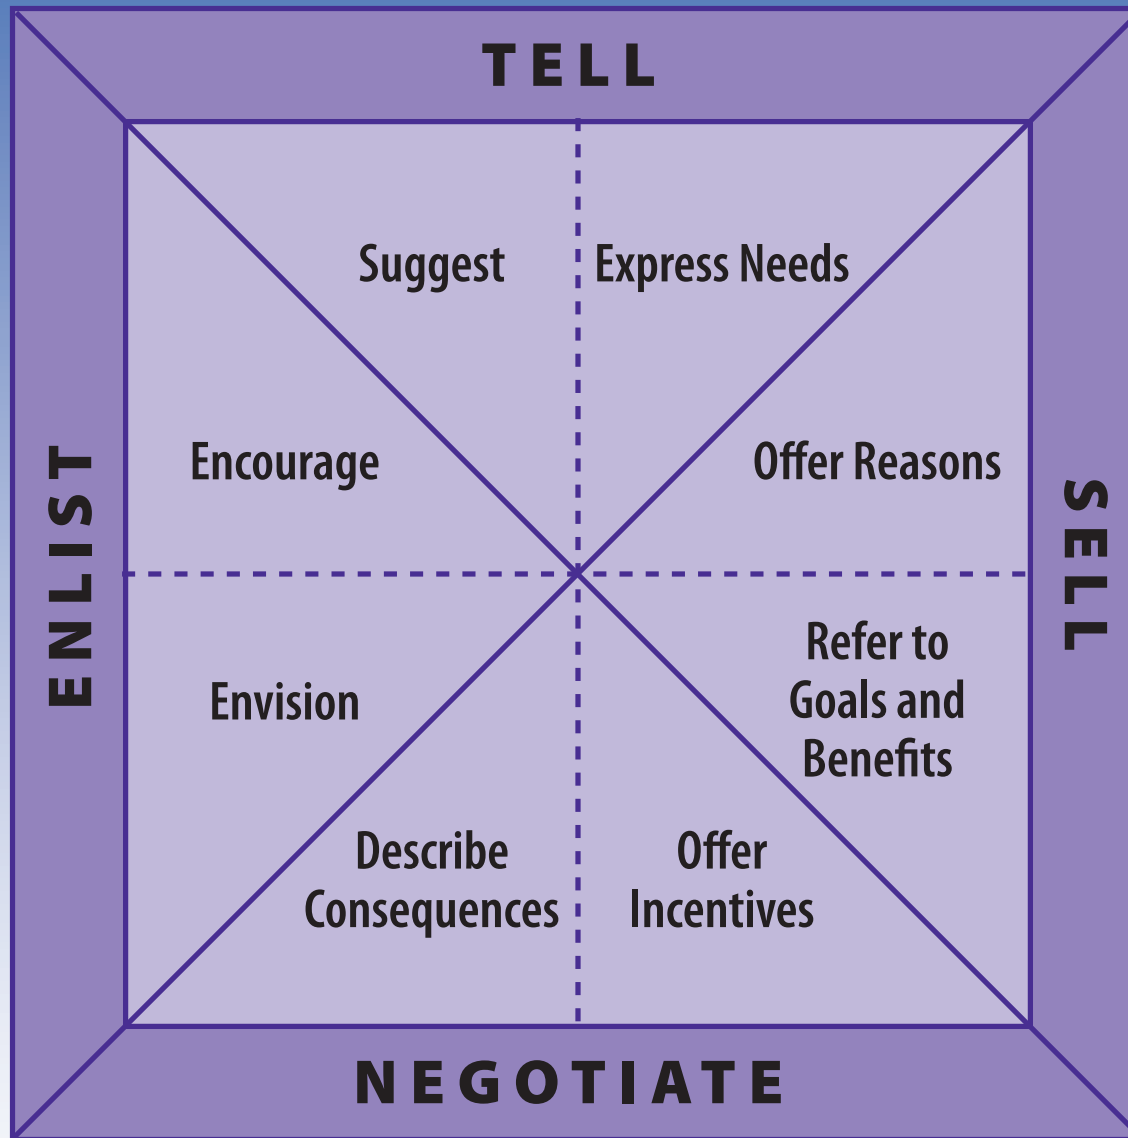 TELL
Suggest
Express Needs
Encourage
Offer Reasons
ENLIST
SELL
Envision
Refer to
Goals and
Benefits
Describe
Consequences
Offer
Incentives
NEGOTIATE